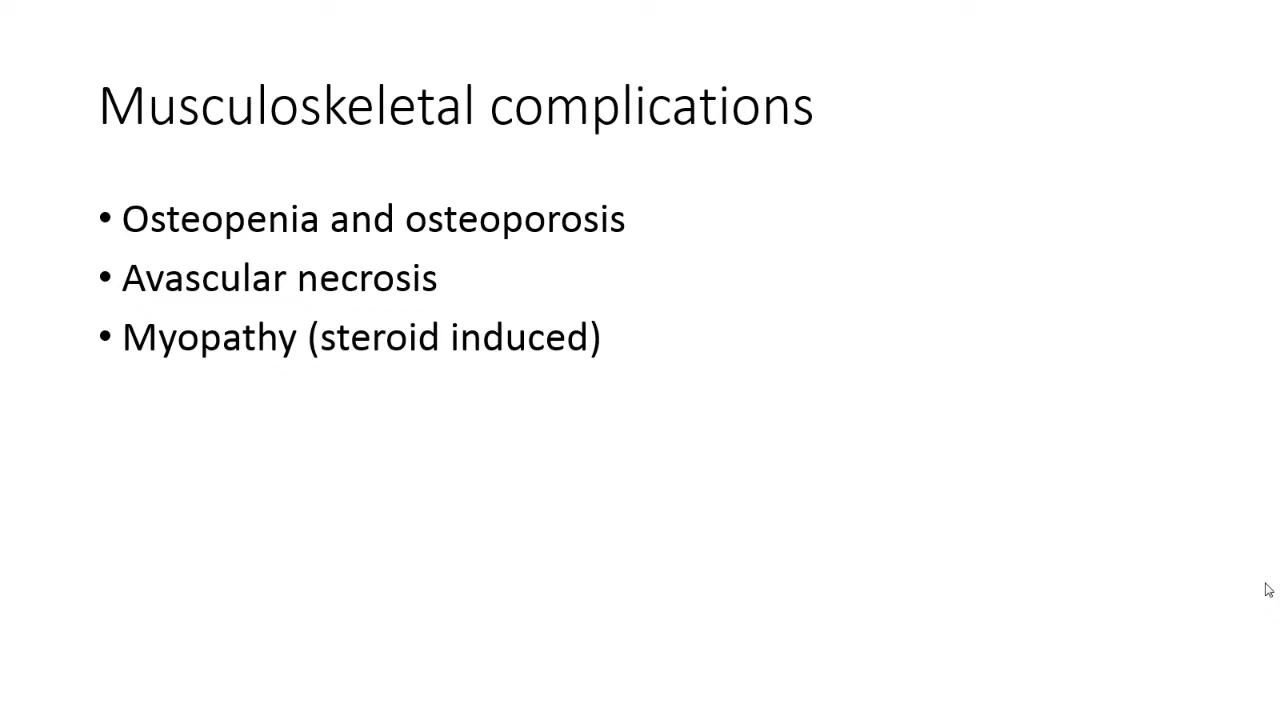 Musculoskeletal complications
• Osteopenia and osteoporosis
• Avascular necrosis
• Myopathy (steroid induced)